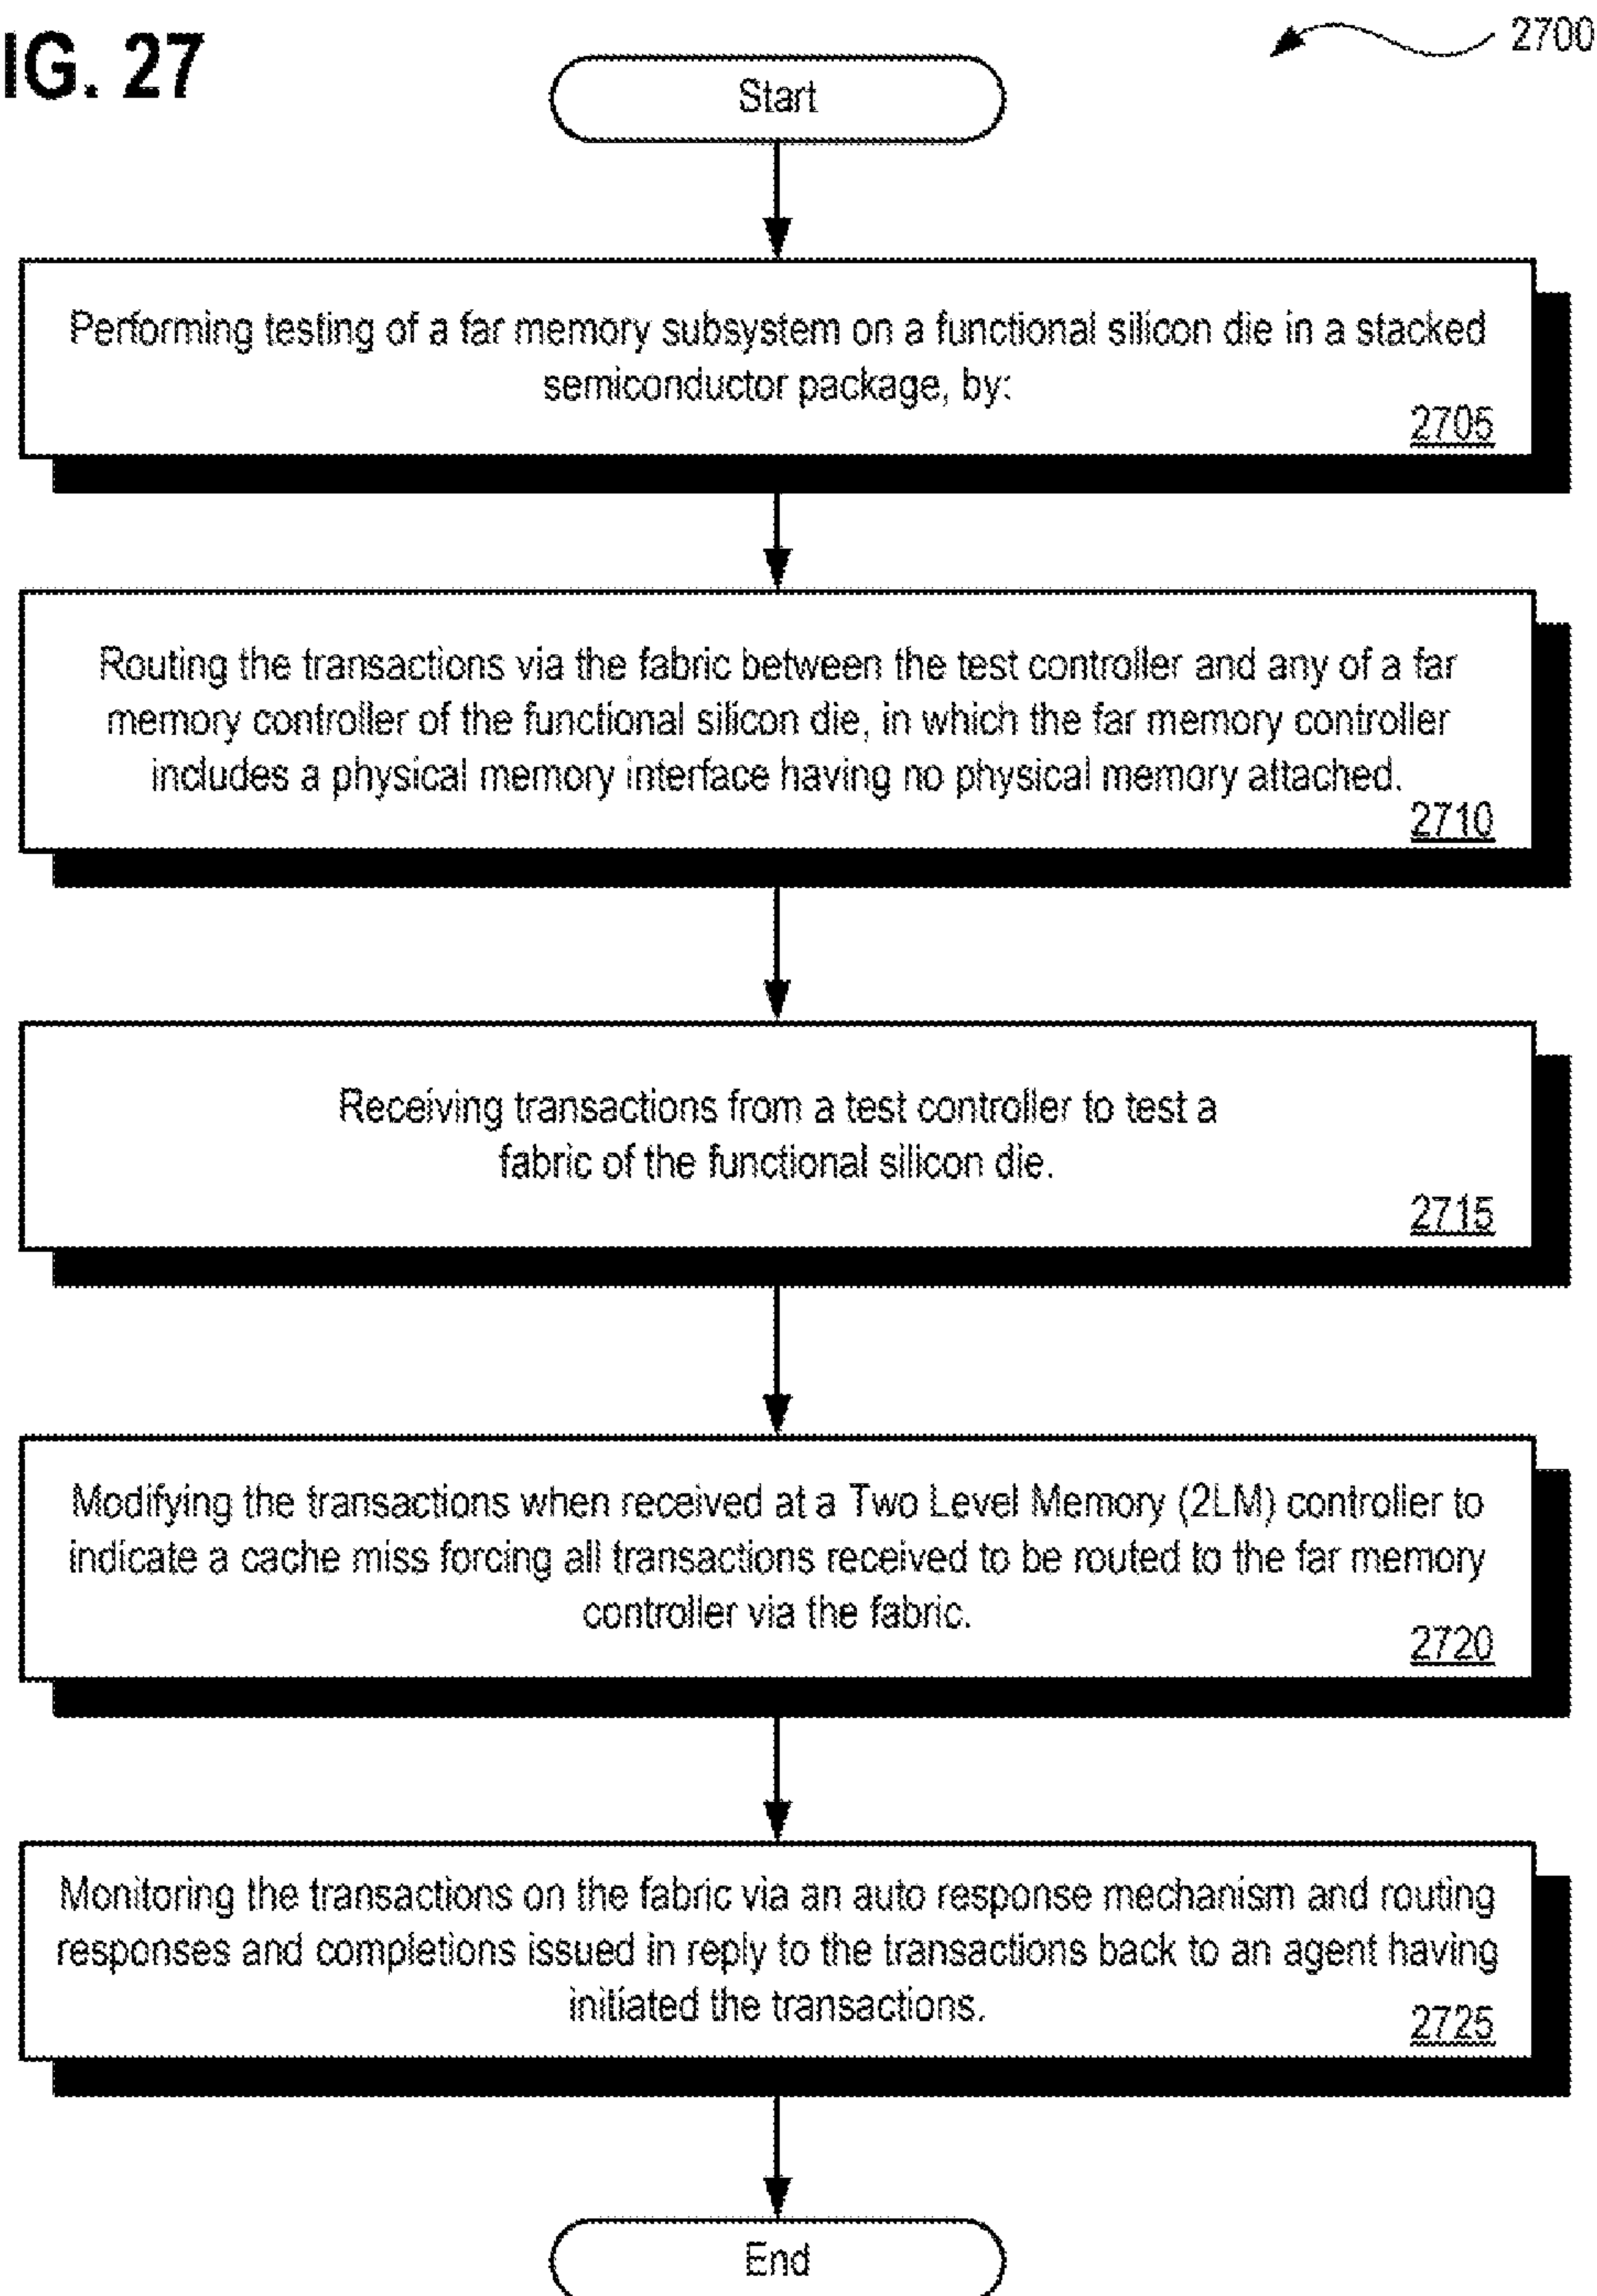 IG. 27
2700
Start
Performing testing of a far memory subsystem on a functional silicon die in a stacked
semiconductor package, by:
2705
Routing the transactions via the fabric between the test controller and any of a far
memory controller of the functional silicon die, in which the far memory controller
includes a physical memory interface having no physical memory attached.
2710
Receiving transactions from a test controller to test a
fabric of the functional silicon die.
2715
Modifying the transactions when received at a Two Level Memory (2LM) controller to
indicate a cache miss forcing all transactions received to be routed to the far memory
controller via the fabric.
2720
Monitoring the transactions on the fabric via an auto response mechanism and routing
responses and completions issued in reply to the transactions back to an agent having
initiated the transactions.
2725
End